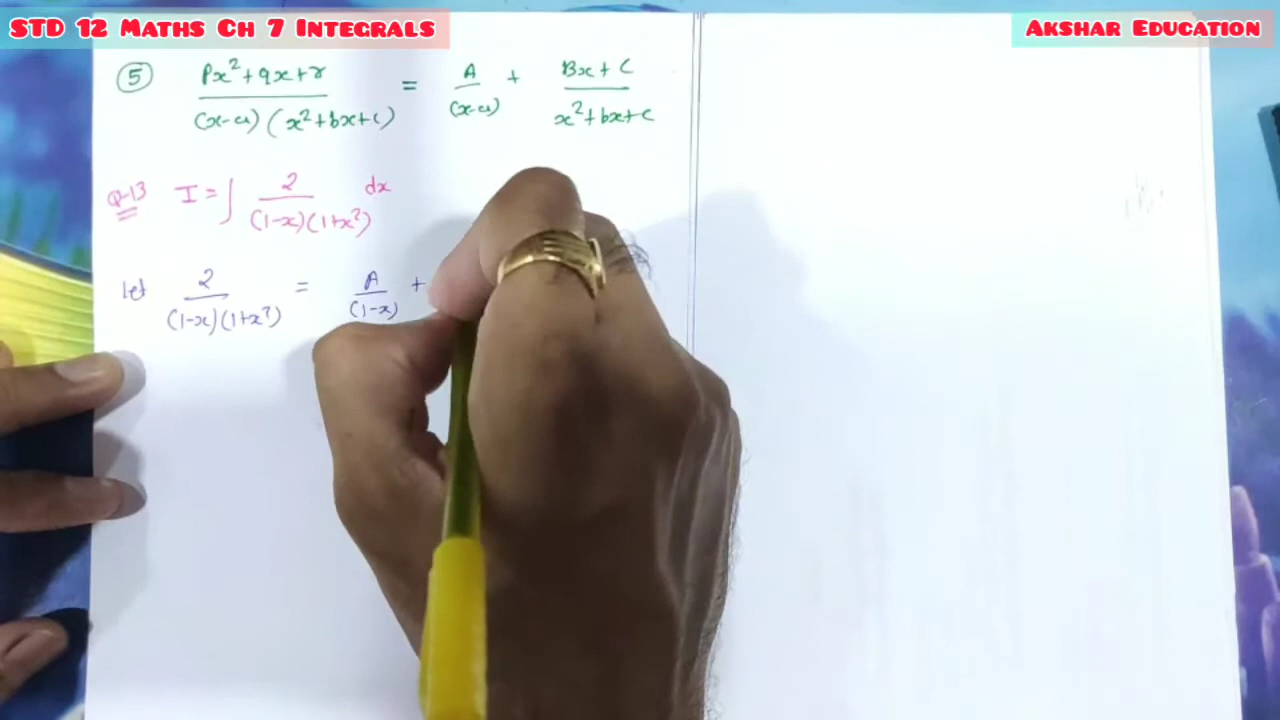 STD 12 Maths Ch 7 Integrals
Akshar Education
⑤ (px²+qx+r)/((x-a)(x²+bx+c)) = A/(x-a) + (Bx+C)/(x²+bx+c)
Q-13 I = ∫ 2/((1-x)(1+x²)) dx
let 2/((1-x)(1+x²)) = A/(1-x) +